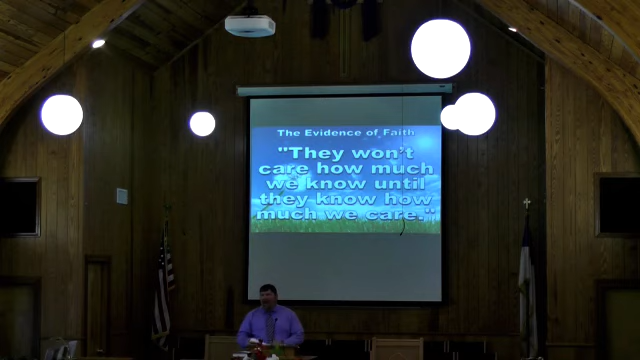 The Evidence of Faith
"They won't
care how much
we know until
they know how
much we care."